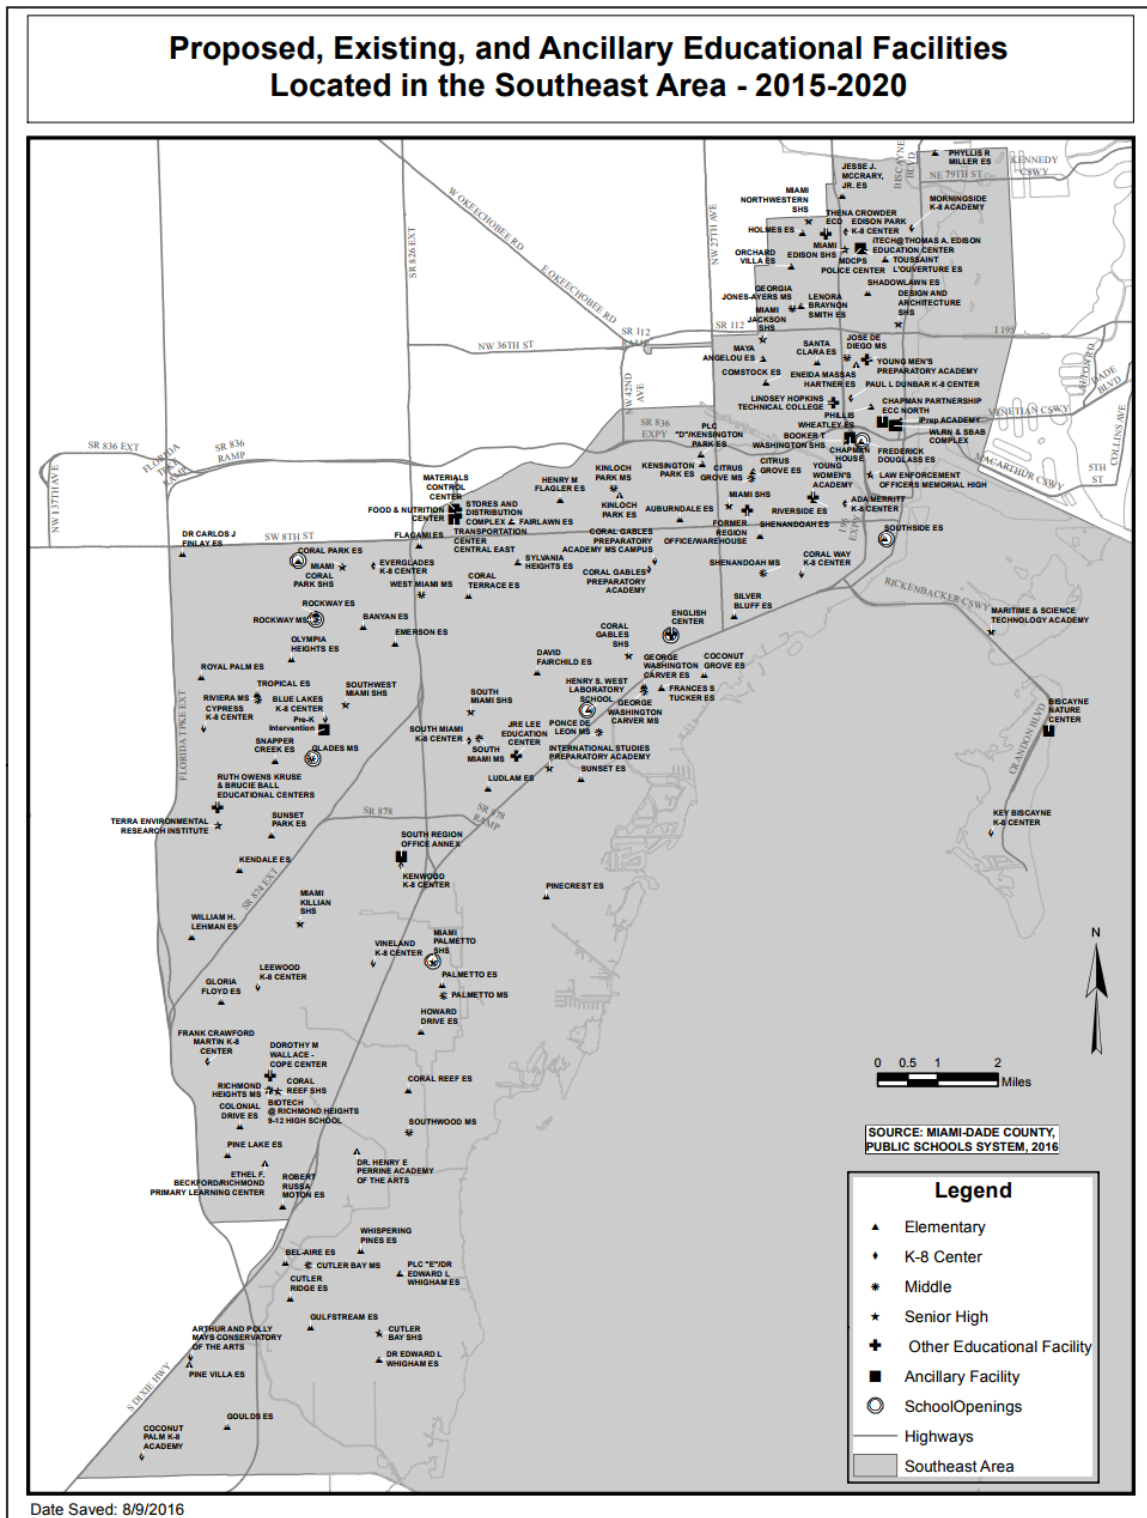 Proposed, Existing, and Ancillary Educational Facilities
Located in the Southeast Area - 2015-2020
PHYLLIS R
MILLER ES
BISCAYNE
BLVD
KENNEDY
CSWY
NE 79TH ST
JESSE J.
MCCRARY,
JR. ES
MIAMI
NORTHWESTERN
SHS
MORNINGSIDE
K-8 ACADEMY
THENA CROWDER
ECD
EDISON PARK
K-8 CENTER
HOLMES ES
MIAMI
EDISON SHS
ITECH@THOMAS A. EDISON
EDUCATION CENTER
MDCPS
POLICE CENTER
TOUSSAINT
L'OUVERTURE ES
ORCHARD
VILLA ES
SHADOWLAWN ES
GEORGIA
JONES-AYERS MS
LENORA
BRAYNON
SMITH ES
DESIGN AND
ARCHITECTURE
SHS
MIAMI
JACKSON
SHS
W OKEECHOBEE RD
E OKEECHOBEE RD
SR 826 EXT
NW 27TH AVE
SR 112
RAMP
SR 112
I 195
NW 36TH ST
MAYA
ANGELOU ES
SANTA
CLARA ES
JOSE DE
DIEGO MS
YOUNG MEN'S
PREPARATORY ACADEMY
COMSTOCK ES
ENEIDA MASSAS
HARTNER ES
PAUL L DUNBAR K-8 CENTER
ALTON RD
DADE
BLVD
NW 42ND
AVE
LINDSEY HOPKINS
TECHNICAL COLLEGE
CHAPMAN PARTNERSHIP
ECC NORTH
PHILLIS
WHEATLEY ES
iPrep ACADEMY
VENETIAN CSWY
WLRN & SBAB
COMPLEX
COLLINS AVE
SR 836
EXPY
PLC
"D"/KENSINGTON
PARK ES
BOOKER T
WASHINGTON SHS
CHAPMAN
HOUSE
FREDERICK
DOUGLASS ES
MACARTHUR CSWY
5TH
ST
SR 836 EXT
SR 836
RAMP
FLORIDA
TPKE
RAMP
NW 137TH AVE
KENSINGTON
PARK ES
CITRUS
GROVE MS
CITRUS
GROVE ES
YOUNG
WOMEN'S
ACADEMY
LAW ENFORCEMENT
OFFICERS MEMORIAL HIGH
MATERIALS
CONTROL
CENTER
HENRY M
FLAGLER ES
KINLOCH
PARK MS
KINLOCH
PARK ES
MIAMI SHS
RIVERSIDE ES
ADA MERRITT
K-8 CENTER
FOOD & NUTRITION
CENTER
STORES AND
DISTRIBUTION
COMPLEX
FAIRLAWN ES
AUBURNDALE ES
FORMER
REGION
OFFICE/WAREHOUSE
SHENANDOAH ES
I 95
EXPY
SOUTHSIDE ES
DR CARLOS J
FINLAY ES
SW 8TH ST
FLAGAMI ES
TRANSPORTATION
CENTER
CENTRAL EAST
CORAL GABLES
PREPARATORY
ACADEMY MS CAMPUS
CORAL PARK ES
MIAMI
CORAL
PARK SHS
EVERGLADES
K-8 CENTER
SYLVANIA
HEIGHTS ES
CORAL GABLES
PREPARATORY
ACADEMY
SHENANDOAH MS
CORAL WAY
K-8 CENTER
WEST MIAMI MS
CORAL
TERRACE ES
RICKENBACKER CSWY
ROCKWAY ES
ROCKWAY MS
BANYAN ES
EMERSON ES
SILVER
BLUFF ES
ENGLISH
CENTER
MARITIME & SCIENCE
TECHNOLOGY ACADEMY
OLYMPIA
HEIGHTS ES
CORAL
GABLES
SHS
ROYAL PALM ES
DAVID
FAIRCHILD ES
GEORGE
WASHINGTON
CARVER ES
COCONUT
GROVE ES
TROPICAL ES
RIVIERA MS
CYPRESS
K-8 CENTER
BLUE LAKES
K-8 CENTER
SOUTHWEST
MIAMI SHS
HENRY S. WEST
LABORATORY
SCHOOL
FRANCES S
TUCKER ES
GEORGE
WASHINGTON
CARVER MS
SOUTH
MIAMI SHS
BISCAYNE
NATURE
CENTER
CRANDON BLVD
Pre-K
Intervention
SOUTH MIAMI
K-8 CENTER
JRE LEE
EDUCATION
CENTER
PONCE DE
LEON MS
SNAPPER
CREEK ES
GLADES MS
SOUTH
MIAMI MS
INTERNATIONAL STUDIES
PREPARATORY ACADEMY
FLORIDA TPKE EXT
SUNSET ES
LUDLAM ES
RUTH OWENS KRUSE
& BRUCIE BALL
EDUCATIONAL CENTERS
SR 878
SR 878
RAMP
TERRA ENVIRONMENTAL
RESEARCH INSTITUTE
SUNSET
PARK ES
KEY BISCAYNE
K-8 CENTER
SOUTH REGION
OFFICE ANNEX
KENDALE ES
KENWOOD
K-8 CENTER
SR 874 EXT
PINECREST ES
MIAMI
KILLIAN
SHS
WILLIAM H.
LEHMAN ES
MIAMI
PALMETTO
SHS
N
VINELAND
K-8 CENTER
LEEWOOD
K-8 CENTER
PALMETTO ES
PALMETTO MS
GLORIA
FLOYD ES
HOWARD
DRIVE ES
FRANK CRAWFORD
MARTIN K-8
CENTER
DOROTHY M
WALLACE -
COPE CENTER
RICHMOND
HEIGHTS MS
CORAL
REEF SHS
CORAL REEF ES
0 0.5 1 2
Miles
BIOTECH
@ RICHMOND HEIGHTS
9-12 HIGH SCHOOL
COLONIAL
DRIVE ES
SOUTHWOOD MS
PINE LAKE ES
SOURCE: MIAMI-DADE COUNTY,
PUBLIC SCHOOLS SYSTEM, 2016
DR. HENRY E
PERRINE ACADEMY
OF THE ARTS
ETHEL F.
BECKFORD/RICHMOND
PRIMARY LEARNING CENTER
ROBERT
RUSSA
MOTON ES
Legend
Elementary
K-8 Center
Middle
Senior High
Other Educational Facility
Ancillary Facility
SchoolOpenings
Highways
Southeast Area
WHISPERING
PINES ES
BEL-AIRE ES
CUTLER BAY MS
PLC "E"/DR
EDWARD L
WHIGHAM ES
CUTLER
RIDGE ES
GULFSTREAM ES
CUTLER
BAY SHS
ARTHUR AND POLLY
MAYS CONSERVATORY
OF THE ARTS
DR EDWARD L
WHIGHAM ES
PINE VILLA ES
S DIXIE HWY
GOULDS ES
COCONUT
PALM K-8
ACADEMY
Date Saved: 8/9/2016